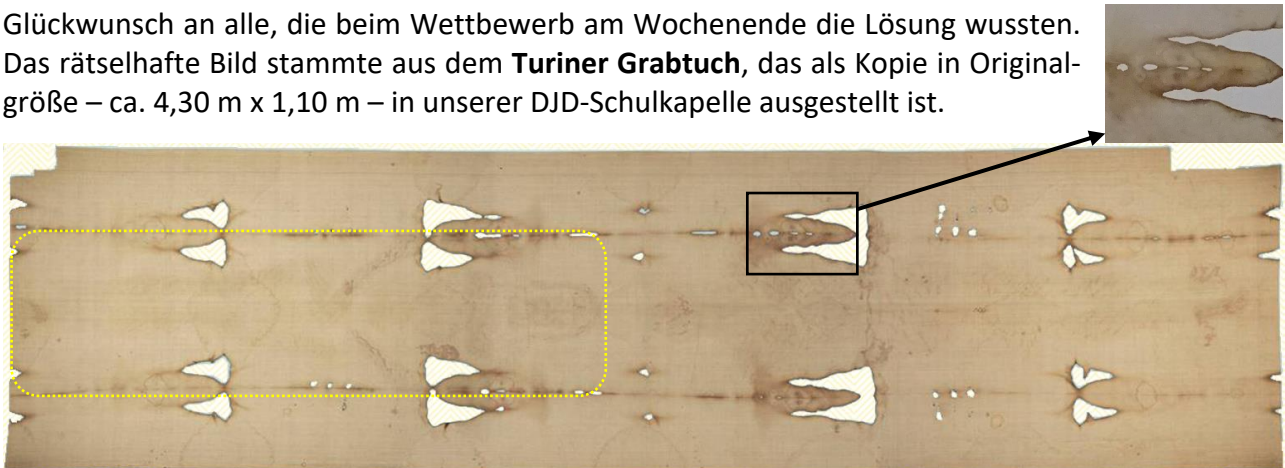 Glückwunsch an alle, die beim Wettbewerb am Wochenende die Lösung wussten.
Das rätselhafte Bild stammte aus dem Turiner Grabtuch, das als Kopie in Original-
größe – ca. 4,30 m x 1,10 m – in unserer DJD-Schulkapelle ausgestellt ist.